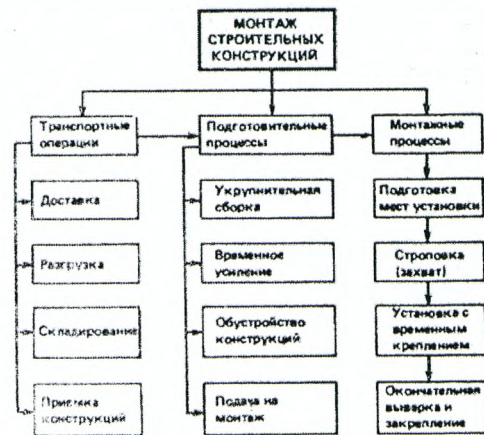 МОНТАЖ
СТРОИТЕЛЬНЫХ
КОНСТРУКЦИЙ
Транспортные
операции
Подготовительные
процессы
Монтажные
процессы
Доставка
Укрупнительная
сборка
Подготовка
мест установки
Разгрузка
Временное
усиление
Строповка
(захват)
Складирование
Обустройство
конструкций
Установка с
временным
креплением
Приемка
конструкций
Подача на
монтаж
Окончательная
выверка и
закрепление